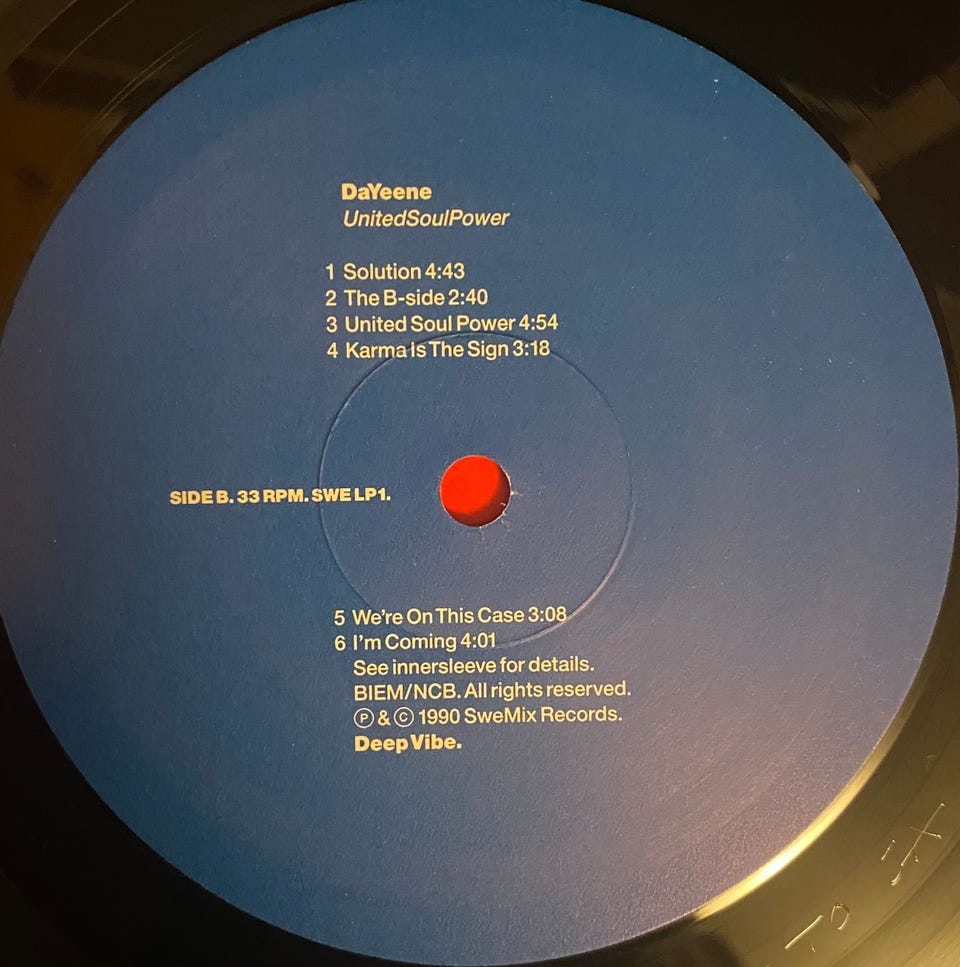 DaYeene
UnitedSoulPower
1 Solution 4:43
2 The B-side 2:40
3 United Soul Power 4:54
4 Karma Is The Sign 3:18
SIDE B. 33 RPM. SWE LP1.
5 We're On This Case 3:08
6 I'm Coming 4:01
See innersleeve for details.
BIEM/NCB. All rights reserved.
Ⓟ & Ⓒ 1990 SweMix Records.
Deep Vibe.